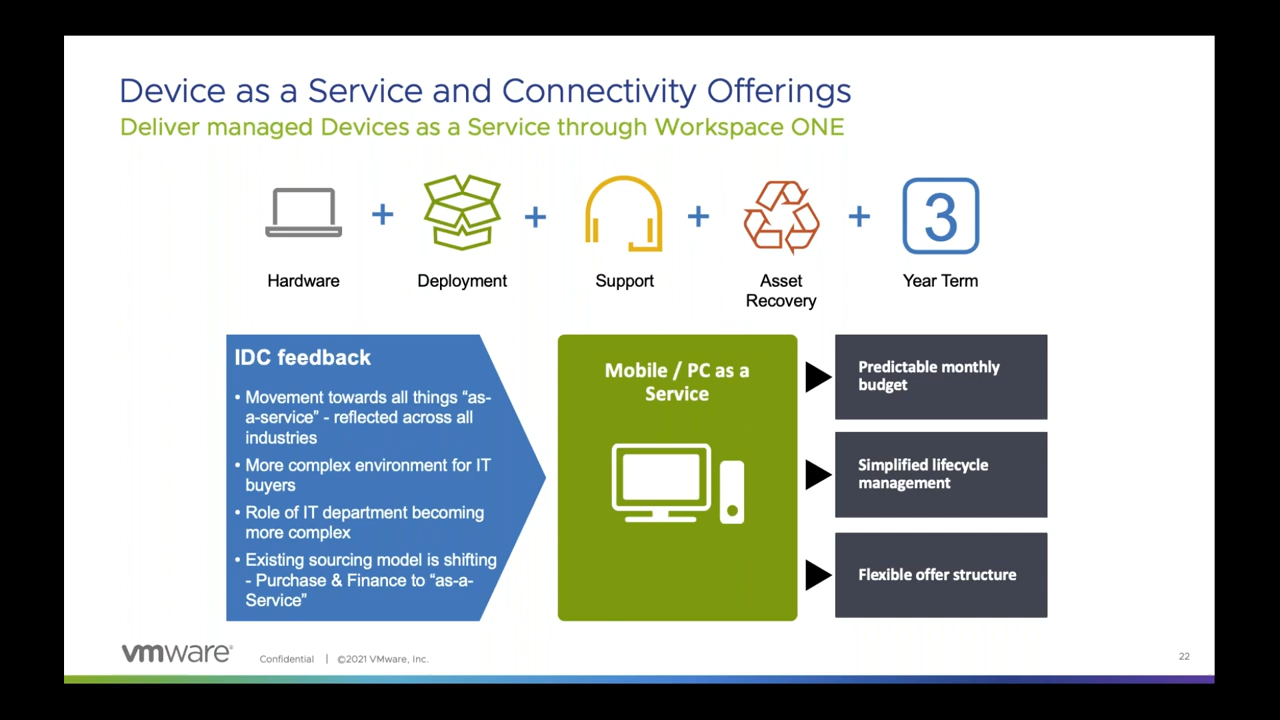 Device as a Service and Connectivity Offerings
Deliver managed Devices as a Service through Workspace ONE
+ + + + 3
Hardware
Deployment
Support
Asset
Recovery
Year Term
IDC feedback
• Movement towards all things “as-
a-service” - reflected across all
industries
• More complex environment for IT
buyers
• Role of IT department becoming
more complex
• Existing sourcing model is shifting
- Purchase & Finance to “as-a-
Service”
Mobile / PC as a
Service
Predictable monthly
budget
Simplified lifecycle
management
Flexible offer structure
vmware®
Confidential | ©2021 VMware, Inc.
22